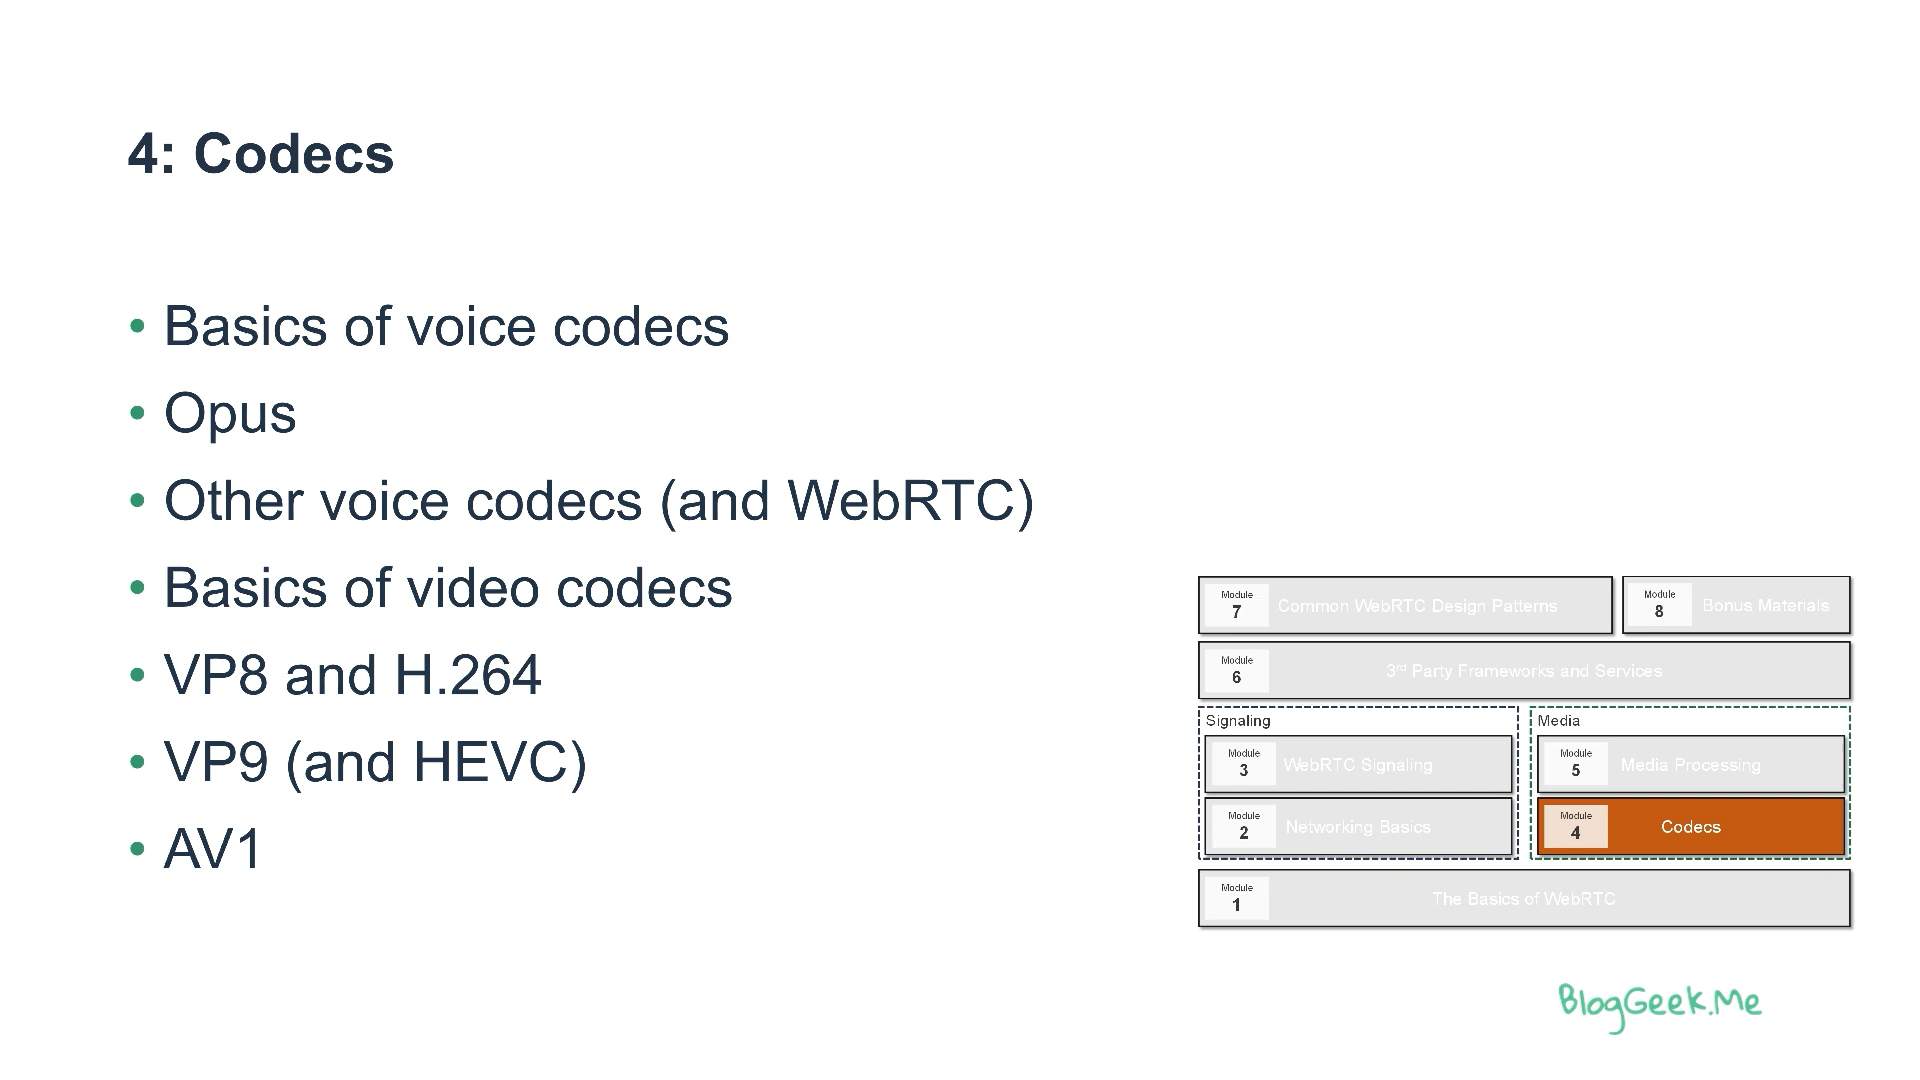 4: Codecs
• Basics of voice codecs
• Opus
• Other voice codecs (and WebRTC)
• Basics of video codecs
• VP8 and H.264
• VP9 (and HEVC)
• AV1
Module
7
Common WebRTC Design Patterns
Module
8
Bonus Materials
Module
6
3rd Party Frameworks and Services
Signaling
Module
3
WebRTC Signaling
Module
2
Networking Basics
Media
Module
5
Media Processing
Module
4
Codecs
Module
1
The Basics of WebRTC
BlogGeek.Me